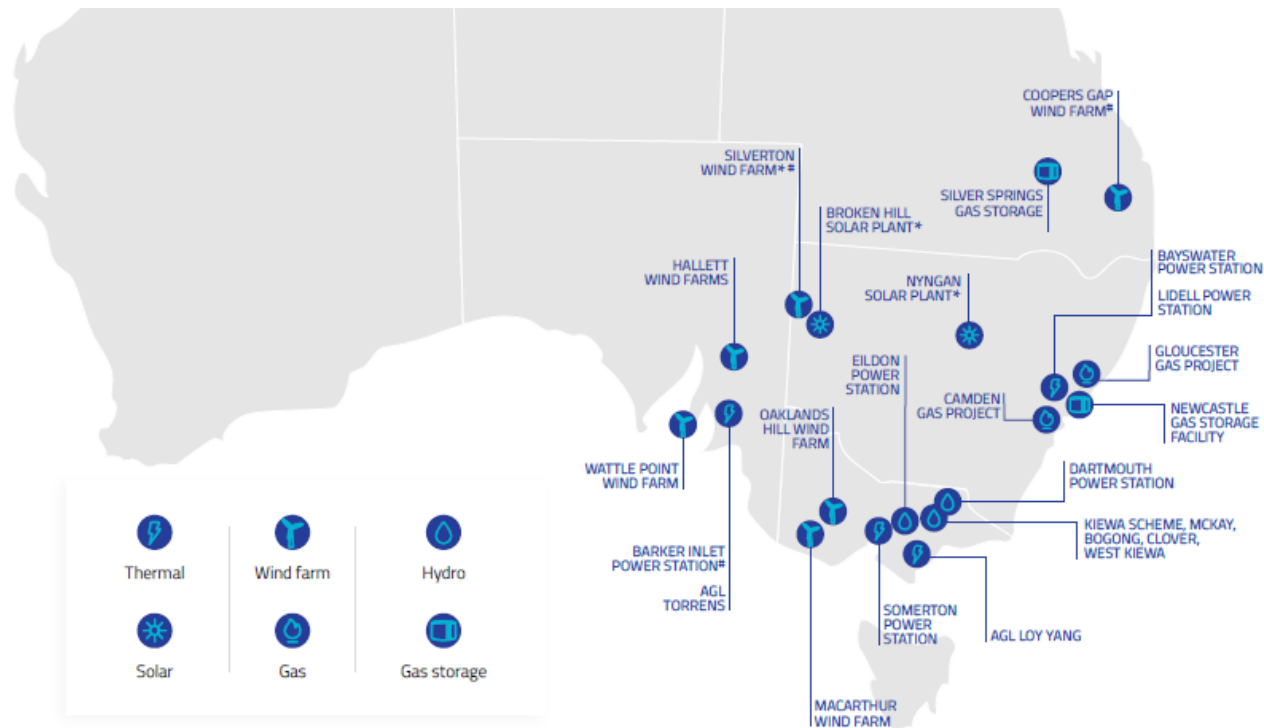 COOPERS GAP
WIND FARM#
SILVERTON
WIND FARM*#
SILVER SPRINGS
GAS STORAGE
BROKEN HILL
SOLAR PLANT*
HALLETT
WIND FARMS
NYNGAN
SOLAR PLANT*
BAYSWATER
POWER STATION
LIDELL POWER
STATION
GLOUCESTER
GAS PROJECT
EILDON
POWER
STATION
CAMDEN
GAS PROJECT
NEWCASTLE
GAS STORAGE
FACILITY
OAKLANDS
HILL WIND
FARM
WATTLE POINT
WIND FARM
DARTMOUTH
POWER STATION
KIEWA SCHEME, MCKAY,
BOGONG, CLOVER,
WEST KIEWA
BARKER INLET
POWER STATION#
AGL
TORRENS
SOMERTON
POWER
STATION
AGL LOY YANG
MACARTHUR
WIND FARM
Thermal
Wind farm
Hydro
Solar
Gas
Gas storage